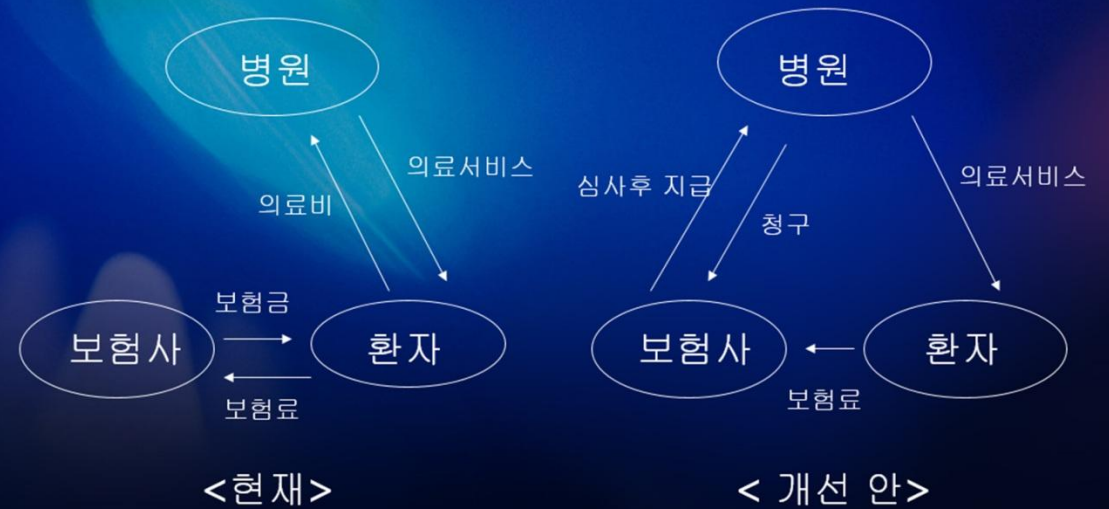 병원
의료서비스
의료비
보험금
보험사
환자
보험료
<현재>
병원
심사후 지급
의료서비스
청구
보험사
환자
보험료
< 개선 안>